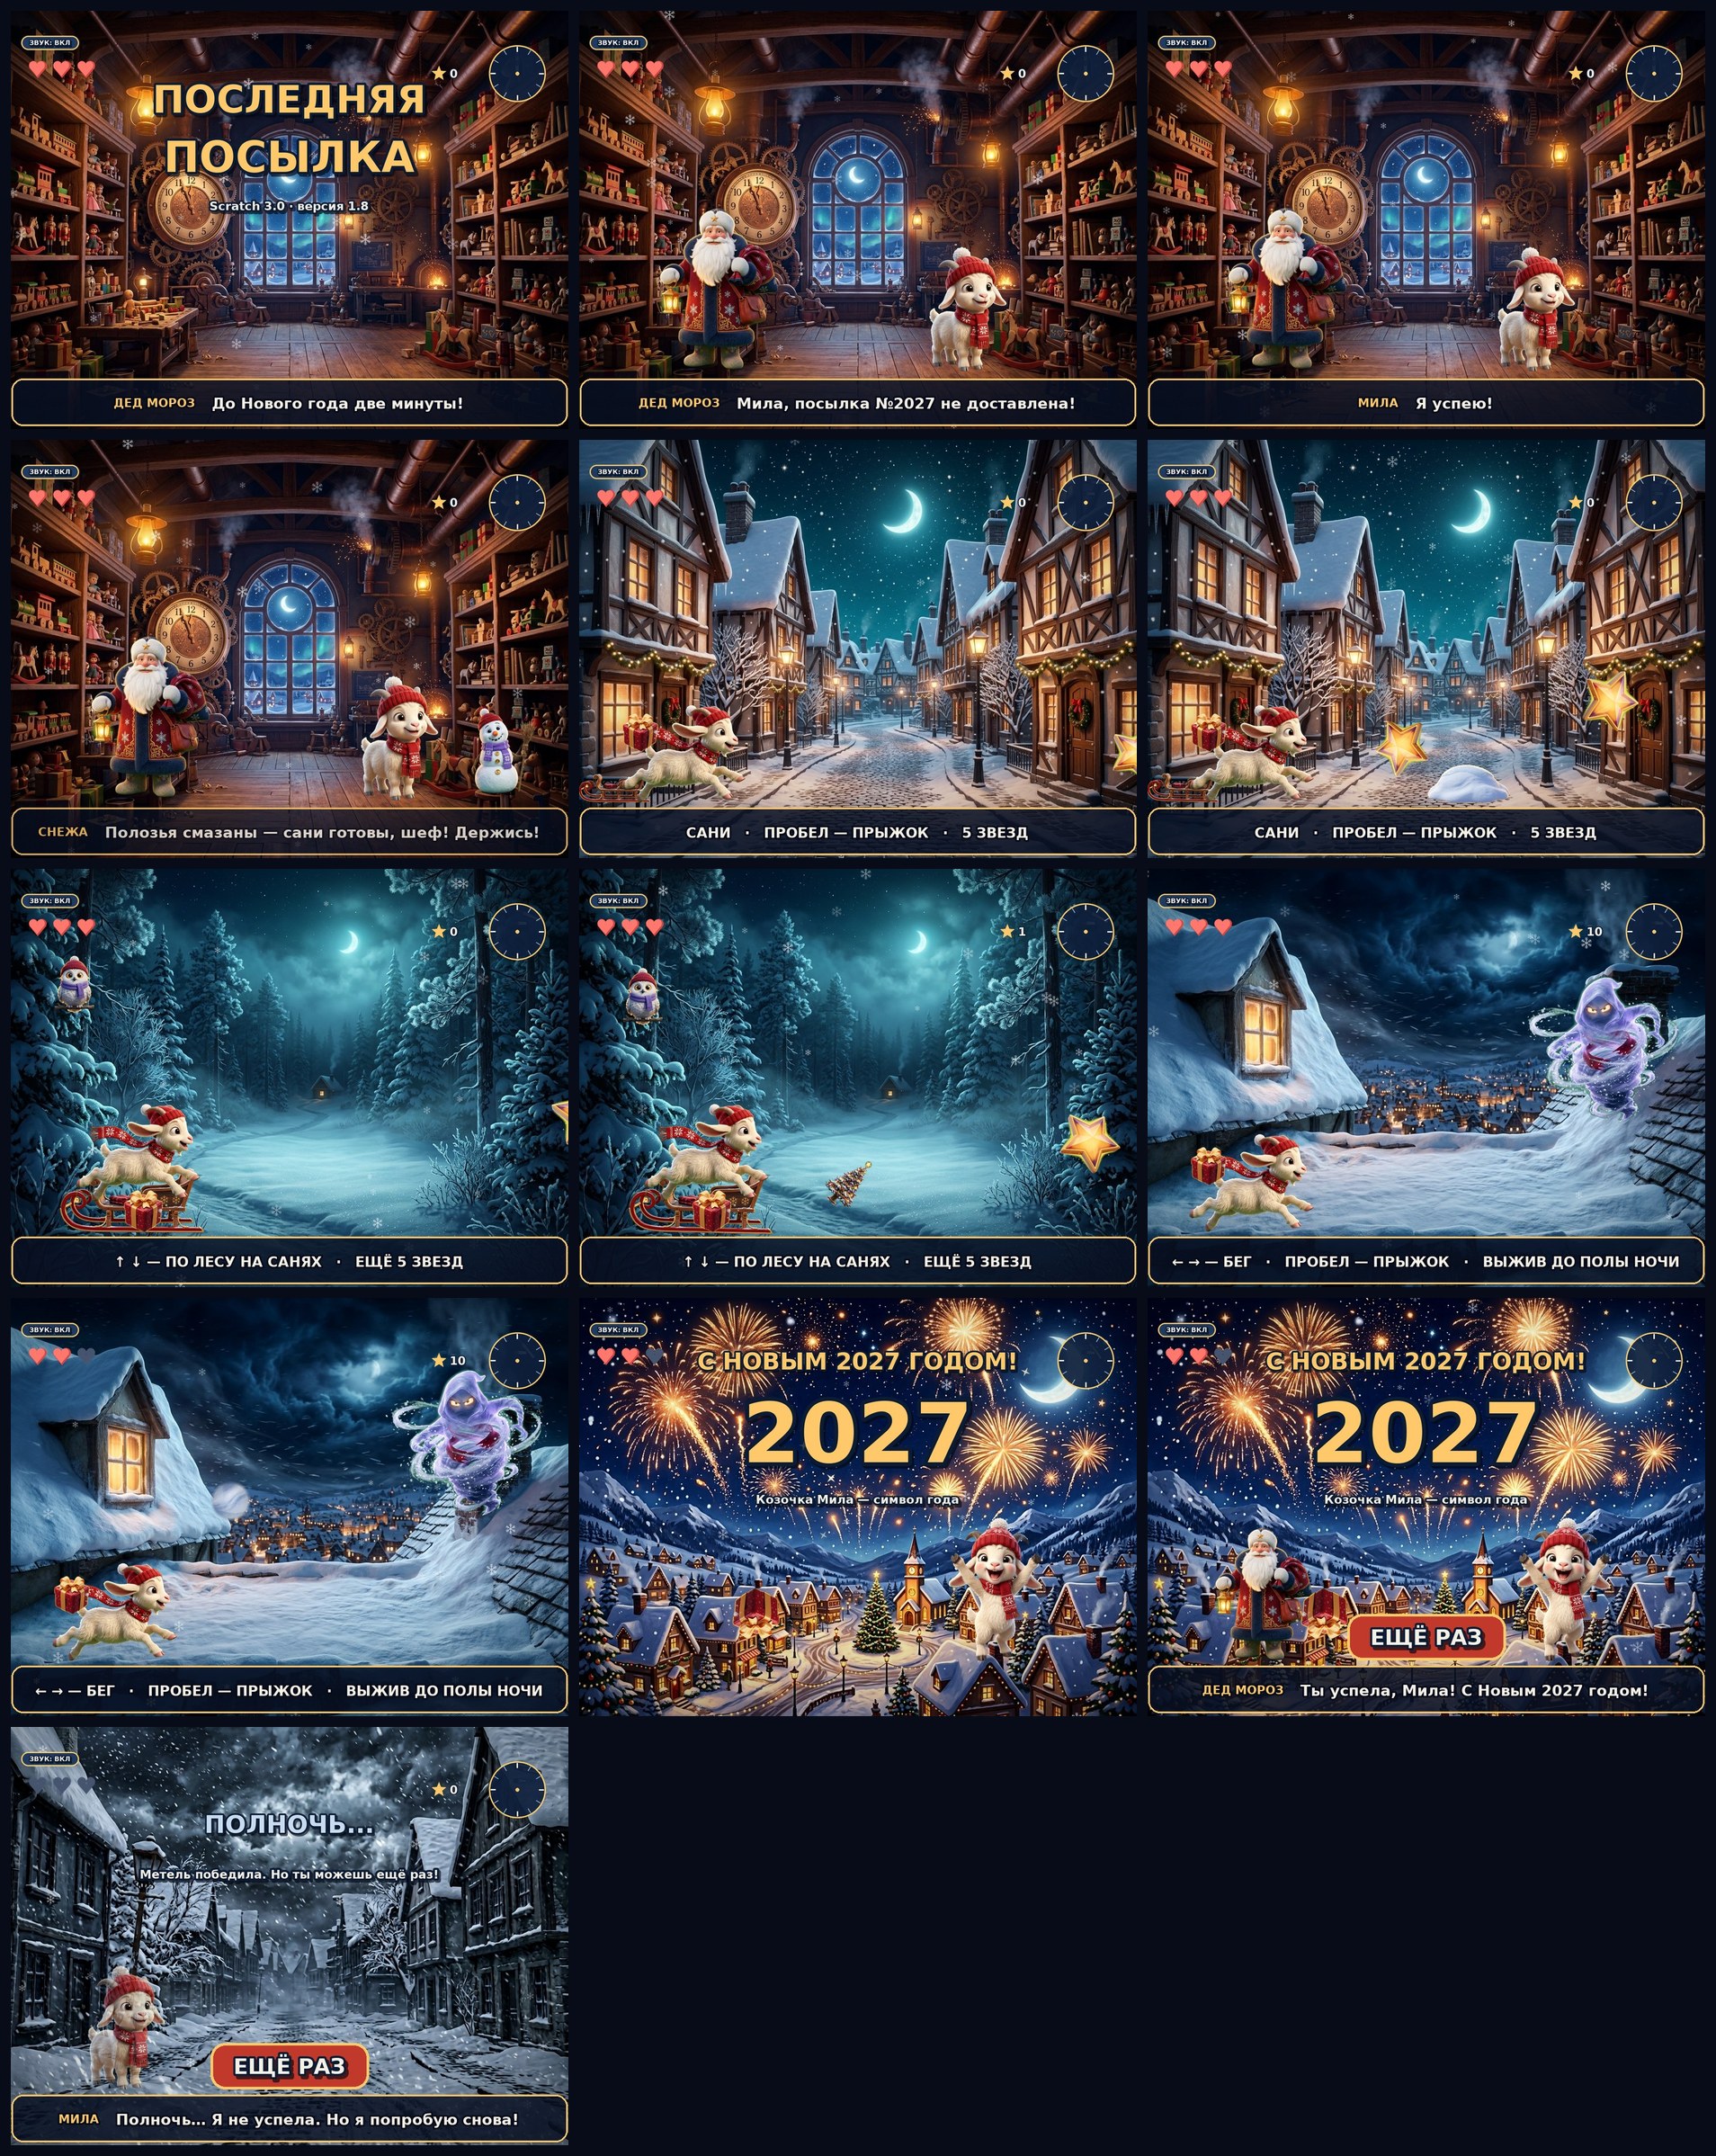 ЗВУК: ВКЛ
0
ПОСЛЕДНЯЯ
ПОСЫЛКА
Scratch 3.0 · версия 1.8
ДЕД МОРОЗ До Нового года две минуты!
ЗВУК: ВКЛ
0
ДЕД МОРОЗ Мила, посылка №2027 не доставлена!
ЗВУК: ВКЛ
0
МИЛА Я успею!
ЗВУК: ВКЛ
0
СНЕЖА Полозья смазаны — сани готовы, шеф! Держись!
ЗВУК: ВКЛ
0
САНИ · ПРОБЕЛ — ПРЫЖОК · 5 ЗВЕЗД
ЗВУК: ВКЛ
0
САНИ · ПРОБЕЛ — ПРЫЖОК · 5 ЗВЕЗД
ЗВУК: ВКЛ
0
↑ ↓ — ПО ЛЕСУ НА САНЯХ · ЕЩЁ 5 ЗВЕЗД
ЗВУК: ВКЛ
1
↑ ↓ — ПО ЛЕСУ НА САНЯХ · ЕЩЁ 5 ЗВЕЗД
ЗВУК: ВКЛ
10
← → — БЕГ · ПРОБЕЛ — ПРЫЖОК · ВЫЖИВ ДО ПОЛЫ НОЧИ
ЗВУК: ВКЛ
10
← → — БЕГ · ПРОБЕЛ — ПРЫЖОК · ВЫЖИВ ДО ПОЛЫ НОЧИ
ЗВУК: ВКЛ
С НОВЫМ 2027 ГОДОМ!
2027
Козочка Мила — символ года
ЗВУК: ВКЛ
С НОВЫМ 2027 ГОДОМ!
2027
Козочка Мила — символ года
ЕЩЁ РАЗ
ДЕД МОРОЗ Ты успела, Мила! С Новым 2027 годом!
ЗВУК: ВКЛ
0
ПОЛНОЧЬ...
Метель победила. Но ты можешь ещё раз!
ЕЩЁ РАЗ
МИЛА Полночь... Я не успела. Но я попробую снова!